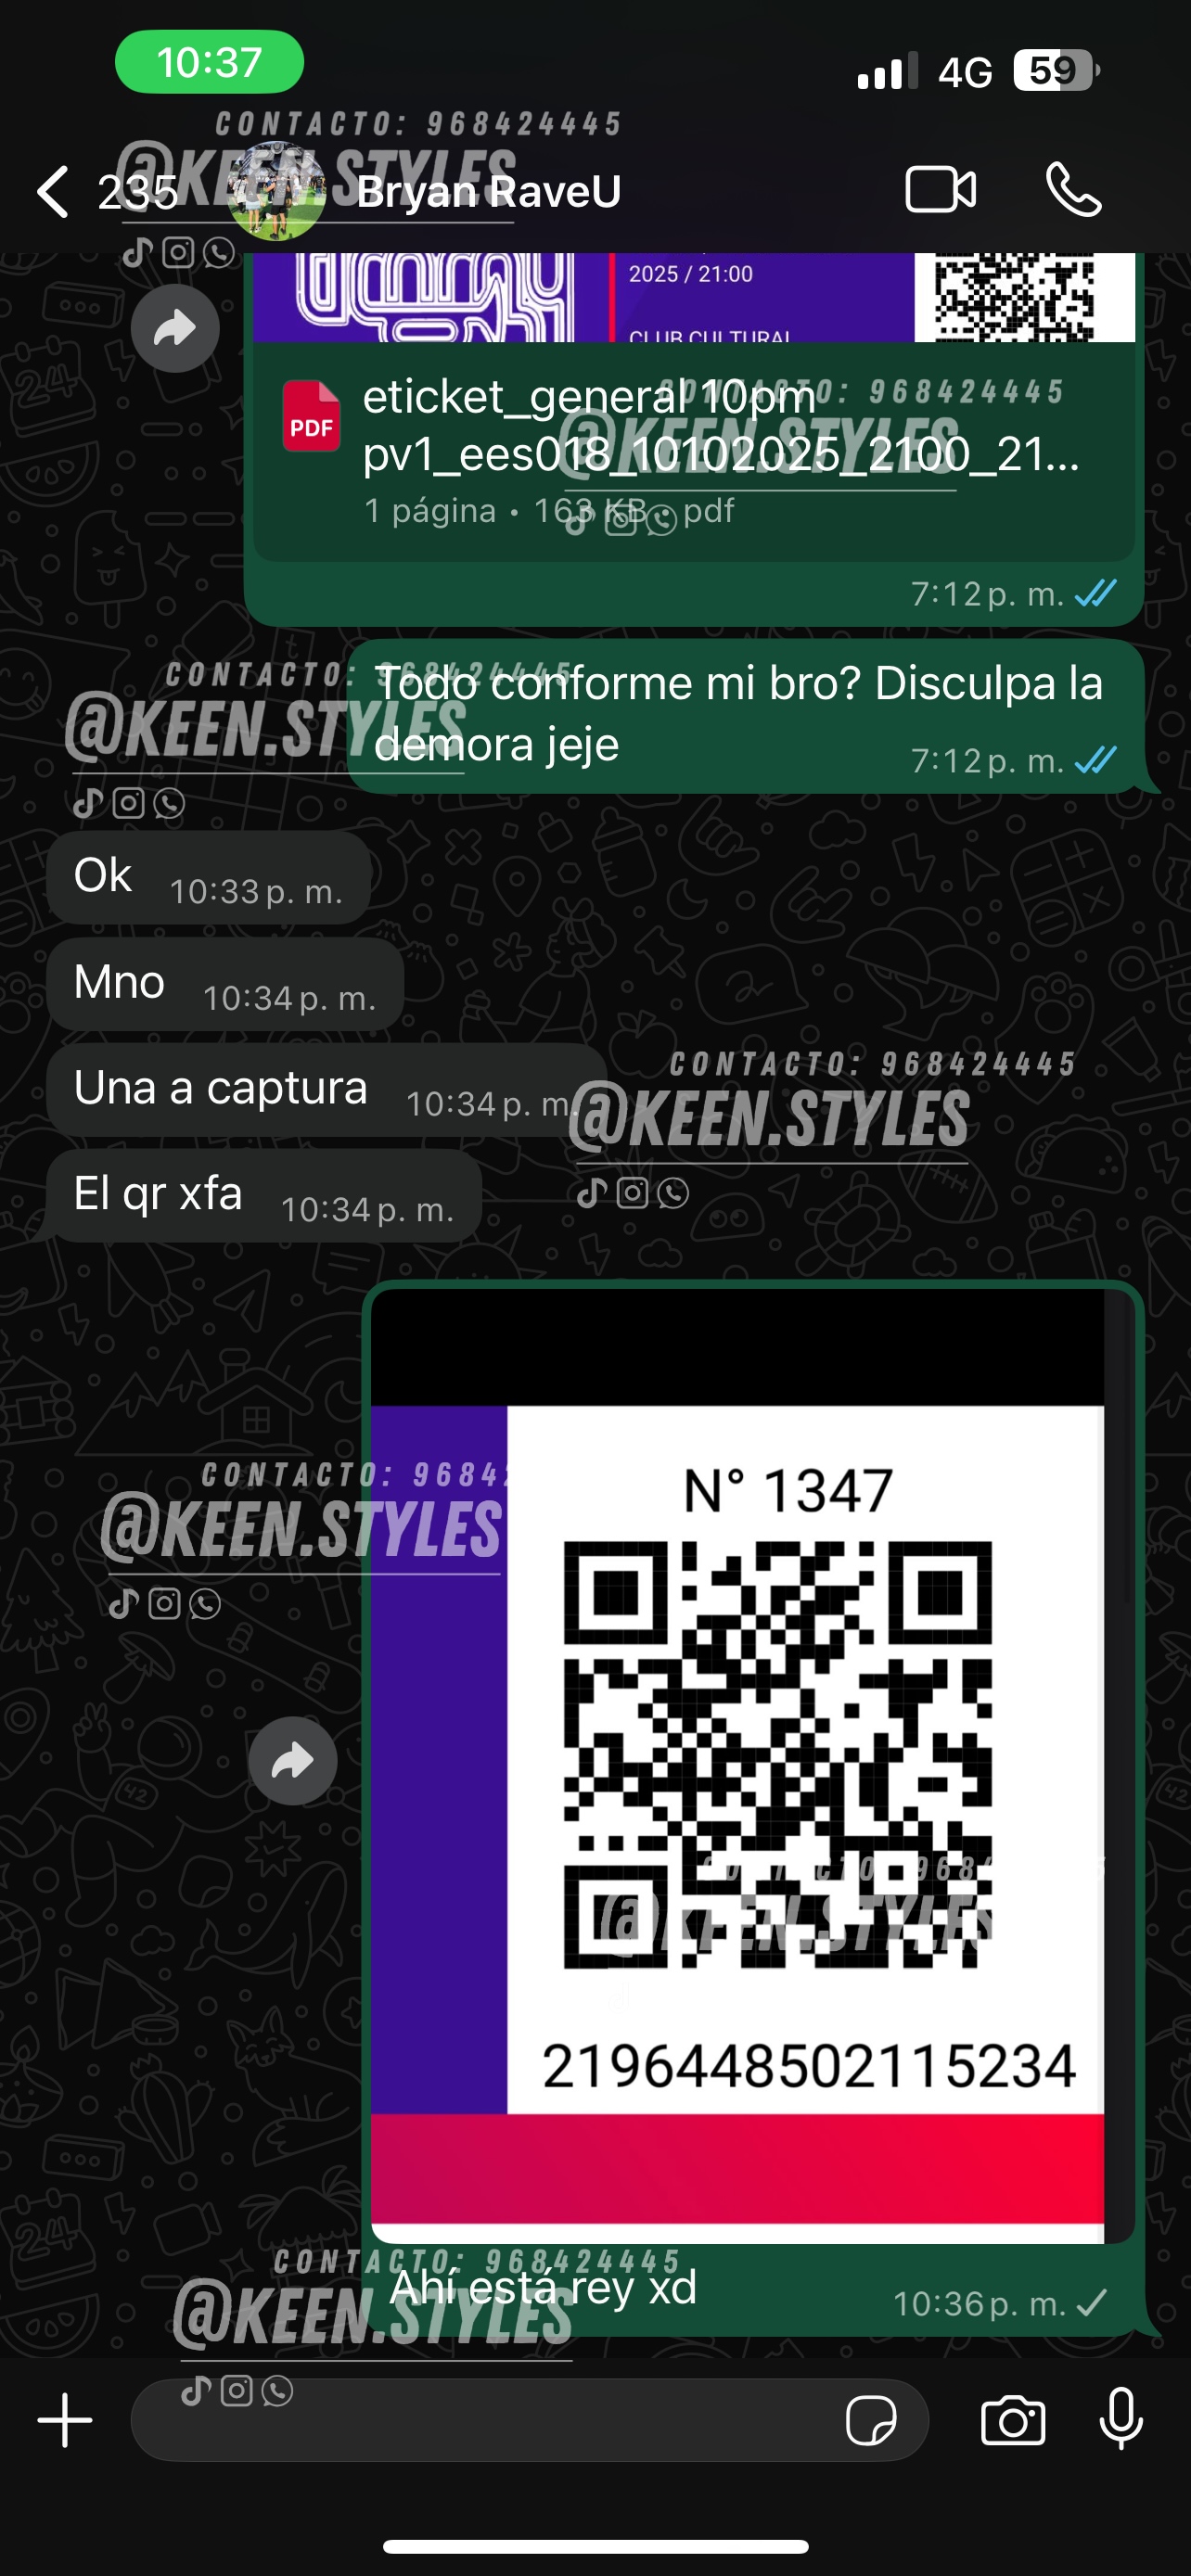 10:37
4G
59
CONTACTO: 968424445
@KEEN.STYLES
235
Bryan RaveU
2025 / 21:00
CLUB CULTURAL
eticket_general 10pm
pv1_ees018_10102025_2100_21...
CONTACTO: 968424445
@KEEN.STYLES
PDF
1 página • 163 KB • pdf
7:12 p. m.
CONTACTO: 968424445
@KEEN.STYLES
Todo conforme mi bro? Disculpa la
demora jeje
7:12 p. m.
Ok
10:33 p. m.
Mno
10:34 p. m.
Una a captura
10:34 p. m.
CONTACTO: 968424445
@KEEN.STYLES
El qr xfa
10:34 p. m.
CONTACTO: 9684
@KEEN.STYLES
N° 1347
@KEEN.STYLES
2196448502115234
CONTACTO: 968424445
@KEEN.STYLES
Ahí está rey xd
10:36 p. m.